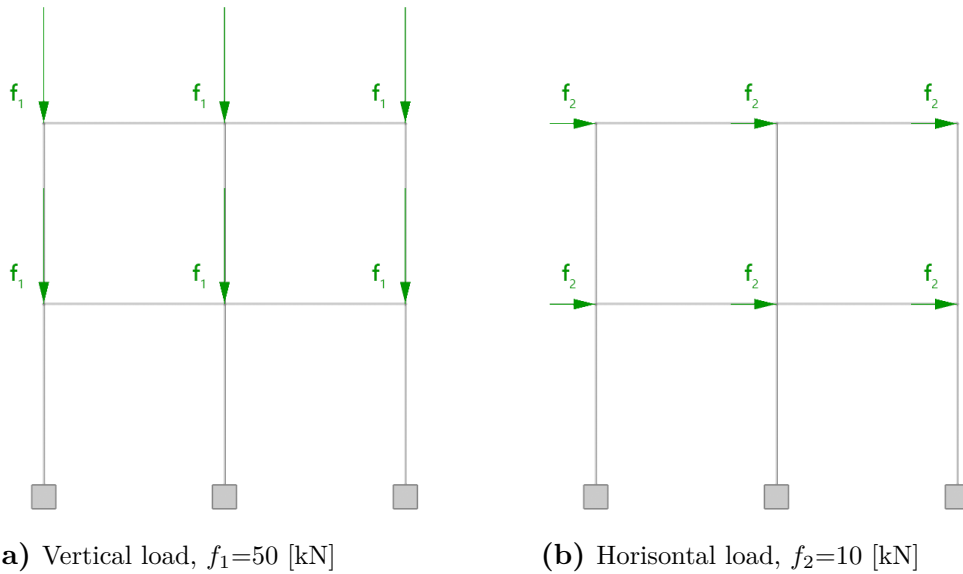 f₁ f₁ f₁
f₂ f₂ f₂
f₁ f₁ f₁
f₂ f₂ f₂
a) Vertical load, f₁=50 [kN]
(b) Horisontal load, f₂=10 [kN]